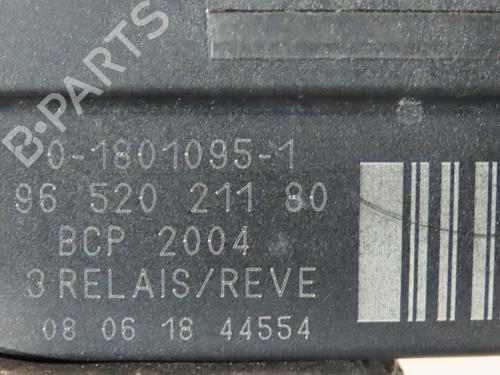 B-PARTS
0-1801095-1
96 520 211 80
BCP 2004
3 RELAIS/REVE
08 06 18 44554